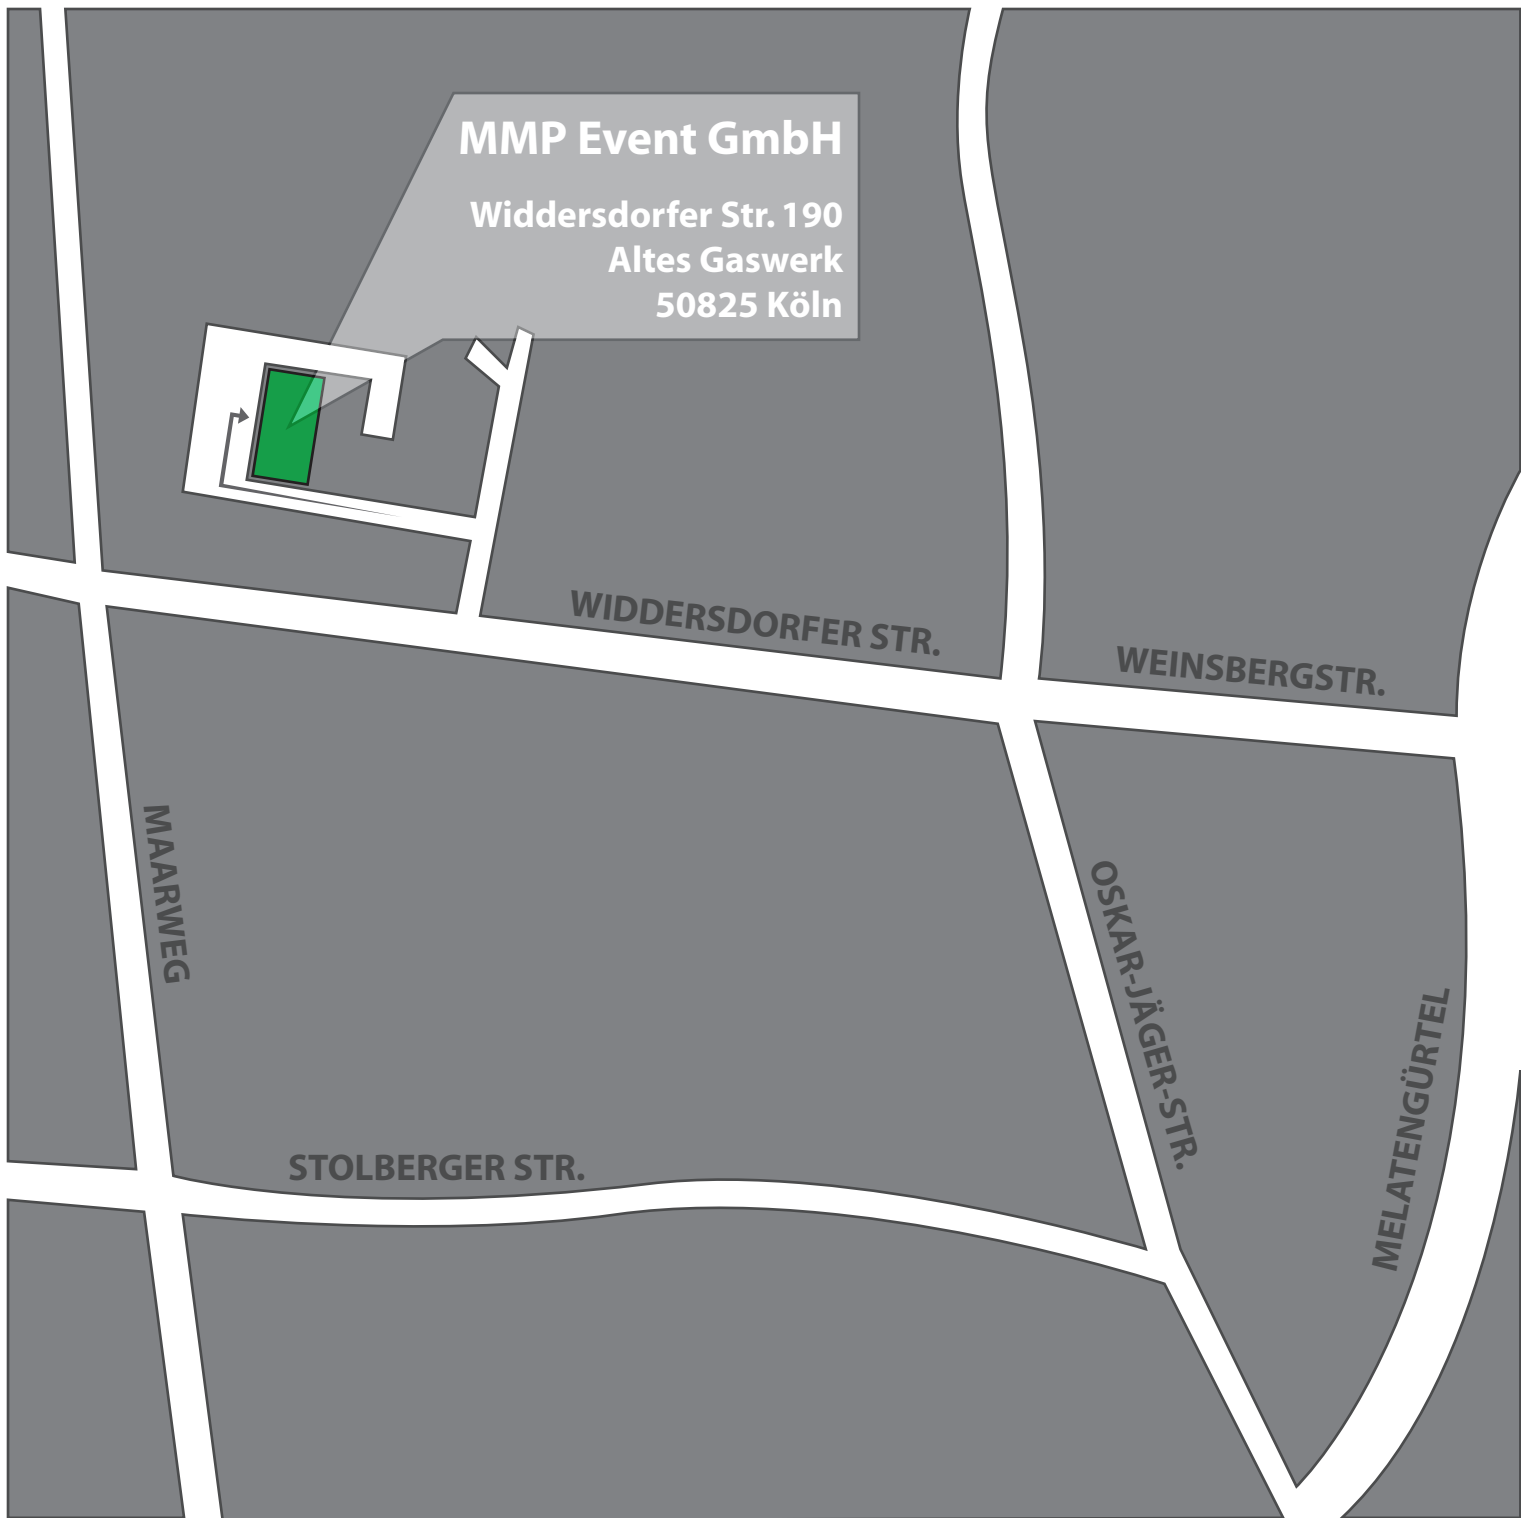 MMP Event GmbH
Widdersdorfer Str. 190
Altes Gaswerk
50825 Köln
WIDDERSDORFER STR.
WEINSBERGSTR.
MAARWEG
OSKAR-JÄGER-STR.
MELATENGÜRTEL
STOLBERGER STR.